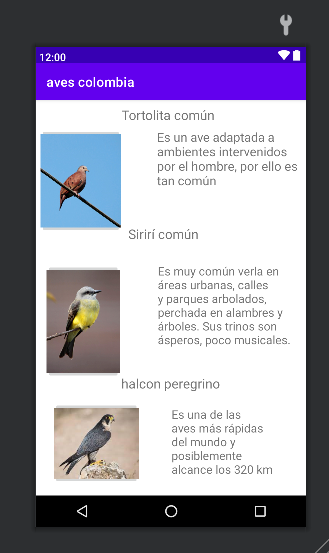 12:00
aves colombia
Tortolita común
Es un ave adaptada a
ambientes intervenidos
por el hombre, por ello es
tan común
Sirirí común
Es muy común verla en
áreas urbanas, calles
y parques arbolados,
perchada en alambres y
árboles. Sus trinos son
ásperos, poco musicales.
halcon peregrino
Es una de las
aves más rápidas
del mundo y
posiblemente
alcance los 320 km